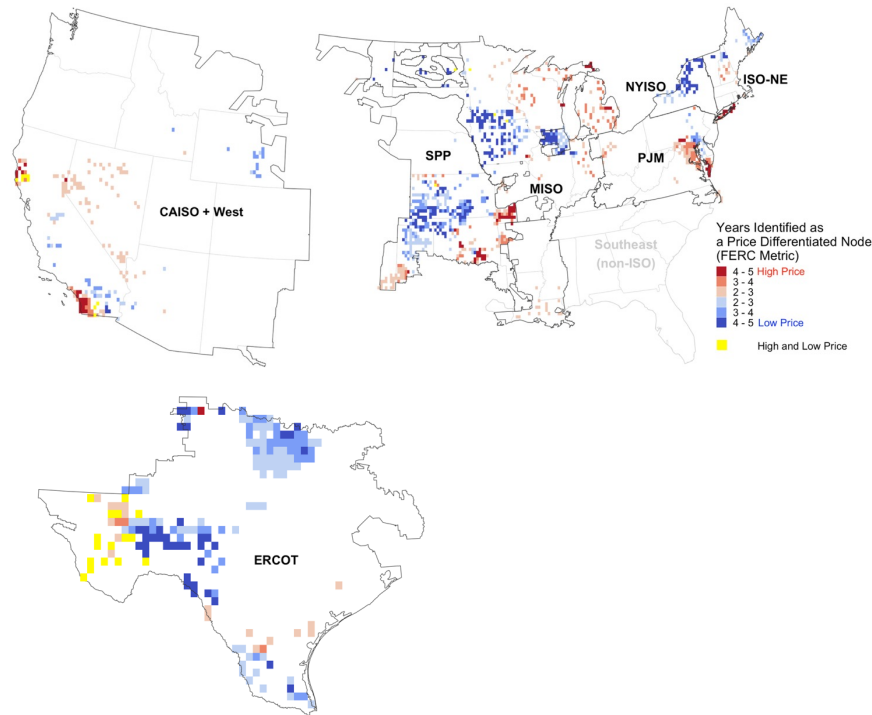 NYISO
ISO-NE
SPP
PJM
MISO
CAISO + West
Southeast
(non-ISO)
Years Identified as
a Price Differentiated Node
(FERC Metric)
4 - 5 High Price
3 - 4
2 - 3
2 - 3
3 - 4
4 - 5 Low Price
High and Low Price
ERCOT